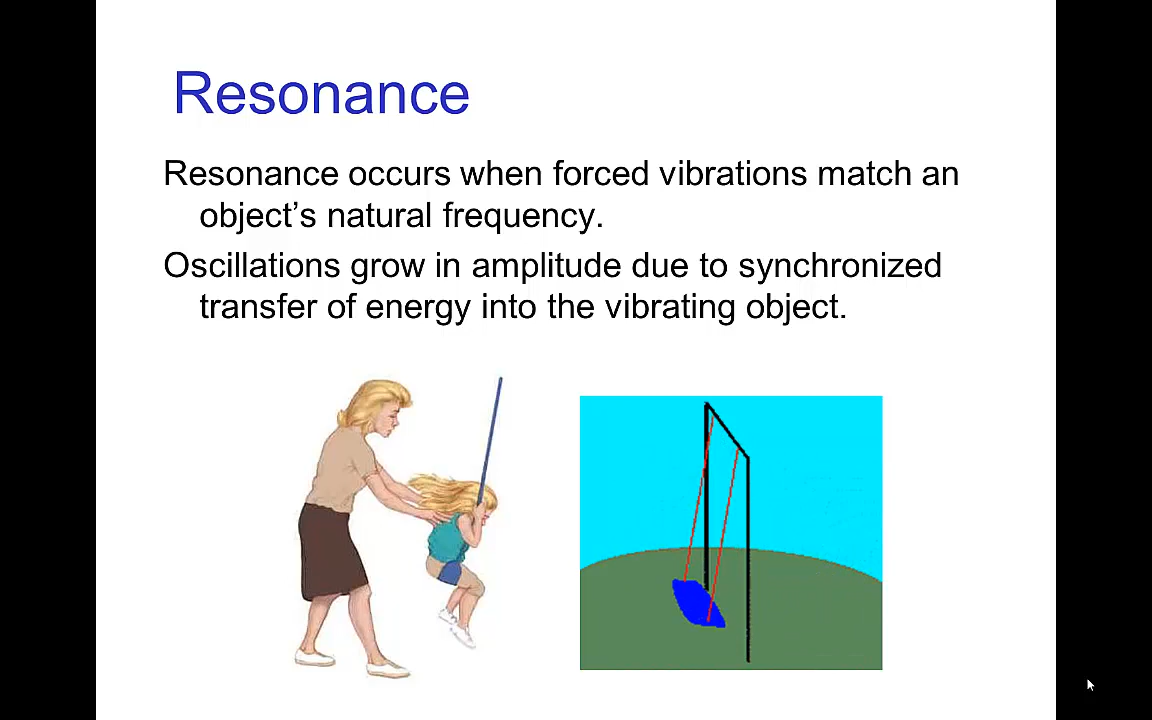 Resonance
Resonance occurs when forced vibrations match an
object’s natural frequency.
Oscillations grow in amplitude due to synchronized
transfer of energy into the vibrating object.